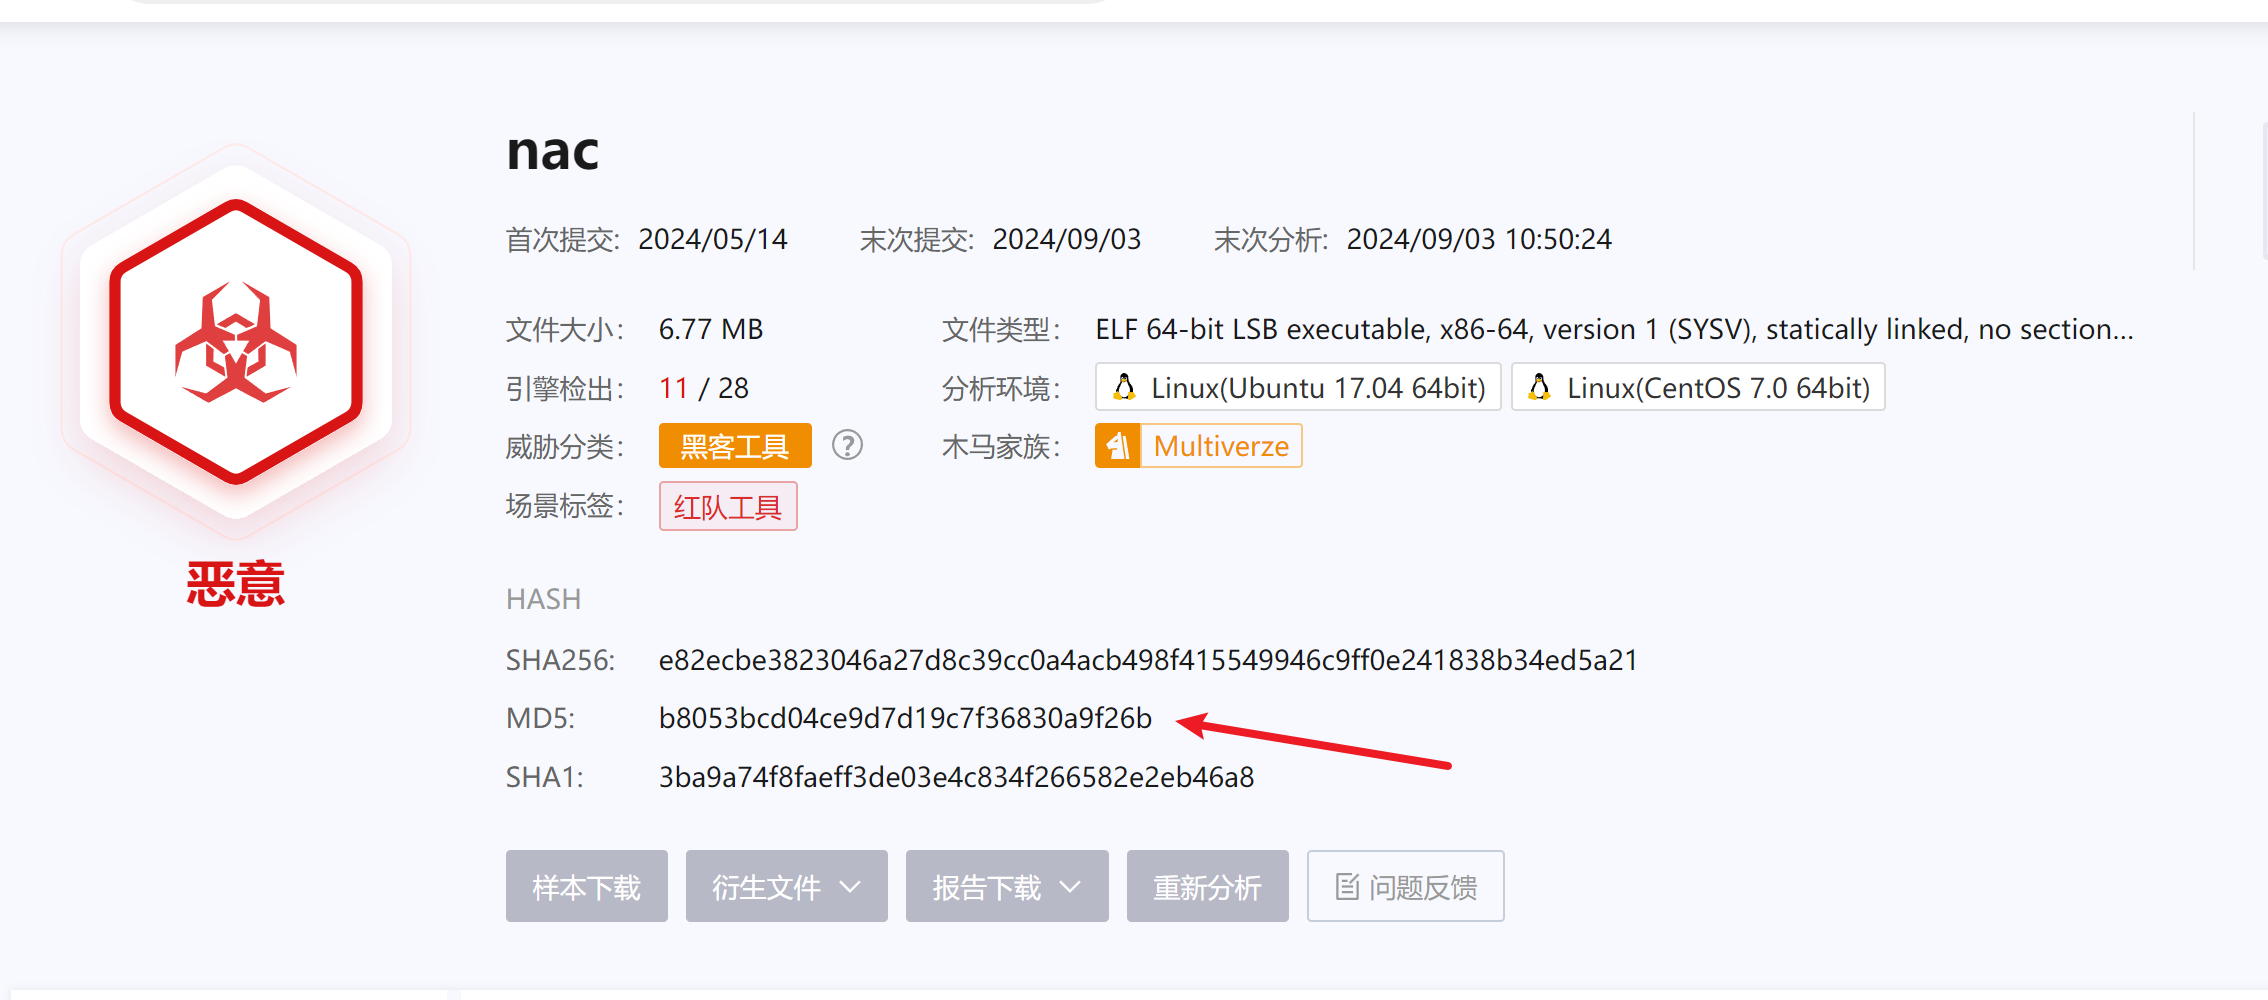 nac
首次提交: 2024/05/14 末次提交: 2024/09/03 末次分析: 2024/09/03 10:50:24
文件大小: 6.77 MB 文件类型: ELF 64-bit LSB executable, x86-64, version 1 (SYSV), statically linked, no section...
引擎检出: 11 / 28 分析环境: Linux(Ubuntu 17.04 64bit) Linux(CentOS 7.0 64bit)
威胁分类: 黑客工具 ? 木马家族: Multiverze
场景标签: 红队工具
恶意
HASH
SHA256: e82ecbe3823046a27d8c39cc0a4acb498f415549946c9ff0e241838b34ed5a21
MD5: b8053bcd04ce9d7d19c7f36830a9f26b
SHA1: 3ba9a74f8faeff3de03e4c834f266582e2eb46a8
样本下载 衍生文件 报告下载 重新分析 问题反馈